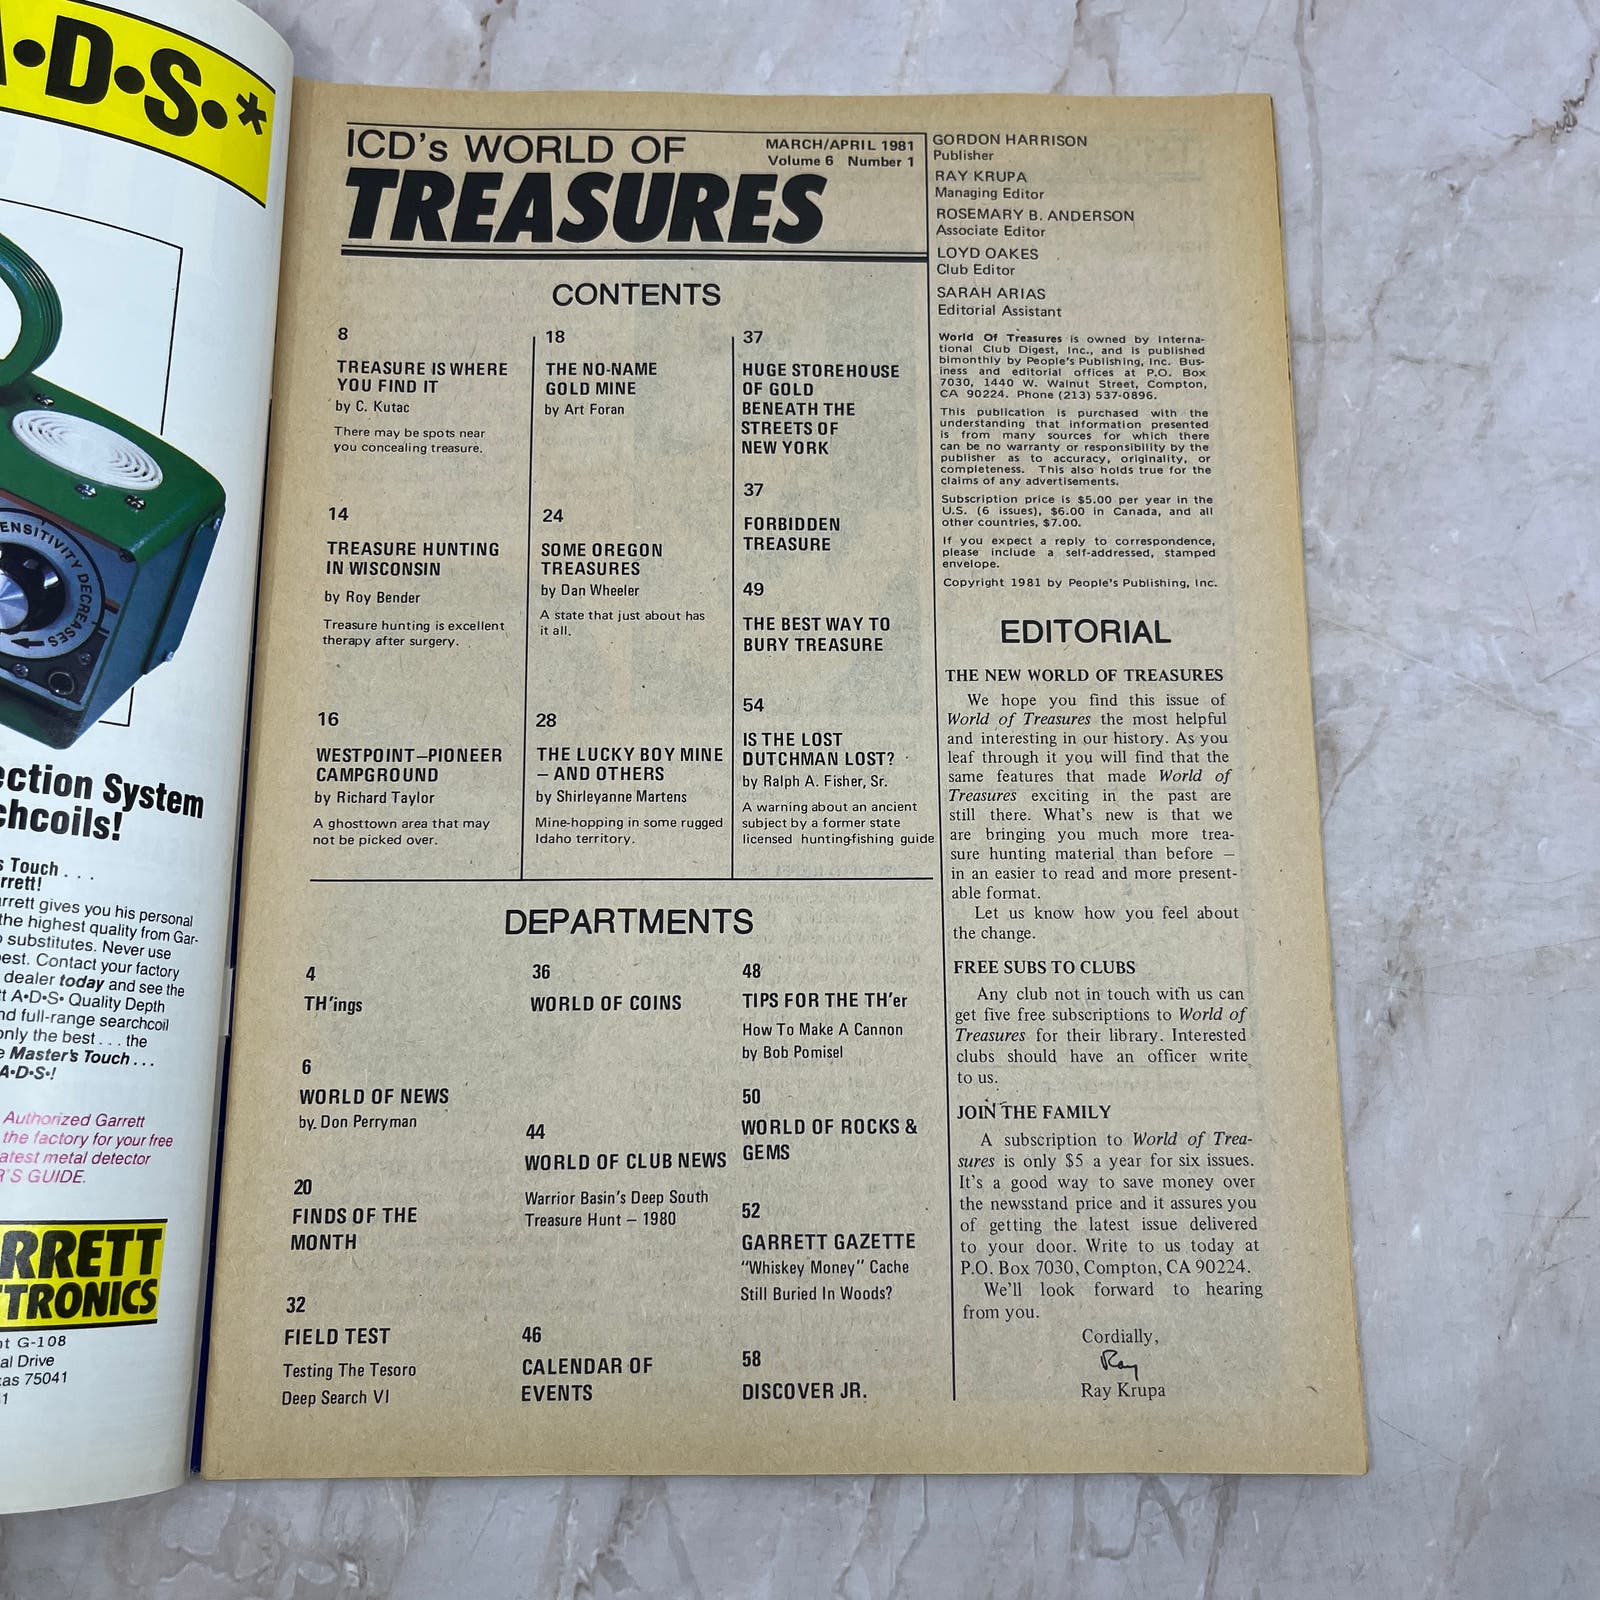 A•D•S•*
SENSITIVITY DECREASES
ection System
chcoils!
s Touch . . .
rrett!
arrett gives you his personal
the highest quality from Gar-
o substitutes. Never use
best. Contact your factory
dealer today and see the
tt A•D•S• Quality Depth
nd full-range searchcoil
only the best . . . the
e Master's Touch . . .
A•D•S•!
Authorized Garrett
the factory for your free
atest metal detector
R'S GUIDE.
ARRETT
CTRONICS
nt G-108
al Drive
xas 75041
ICD's WORLD OF
TREASURES
MARCH/APRIL 1981
Volume 6 Number 1
CONTENTS
8
TREASURE IS WHERE
YOU FIND IT
by C. Kutac
There may be spots near
you concealing treasure.
14
TREASURE HUNTING
IN WISCONSIN
by Roy Bender
Treasure hunting is excellent
therapy after surgery.
16
WESTPOINT—PIONEER
CAMPGROUND
by Richard Taylor
A ghosttown area that may
not be picked over.
18
THE NO-NAME
GOLD MINE
by Art Foran
24
SOME OREGON
TREASURES
by Dan Wheeler
A state that just about has
it all.
28
THE LUCKY BOY MINE
— AND OTHERS
by Shirleyanne Martens
Mine-hopping in some rugged
Idaho territory.
37
HUGE STOREHOUSE
OF GOLD
BENEATH THE
STREETS OF
NEW YORK
37
FORBIDDEN
TREASURE
49
THE BEST WAY TO
BURY TREASURE
54
IS THE LOST
DUTCHMAN LOST?
by Ralph A. Fisher, Sr.
A warning about an ancient
subject by a former state
licensed hunting-fishing guide
DEPARTMENTS
4
TH'ings
6
WORLD OF NEWS
by. Don Perryman
20
FINDS OF THE
MONTH
32
FIELD TEST
Testing The Tesoro
Deep Search VI
36
WORLD OF COINS
44
WORLD OF CLUB NEWS
Warrior Basin's Deep South
Treasure Hunt — 1980
46
CALENDAR OF
EVENTS
48
TIPS FOR THE TH'er
How To Make A Cannon
by Bob Pomisel
50
WORLD OF ROCKS &
GEMS
52
GARRETT GAZETTE
"Whiskey Money" Cache
Still Buried In Woods?
58
DISCOVER JR.
GORDON HARRISON
Publisher
RAY KRUPA
Managing Editor
ROSEMARY B. ANDERSON
Associate Editor
LOYD OAKES
Club Editor
SARAH ARIAS
Editorial Assistant
World Of Treasures is owned by Interna-
tional Club Digest, Inc., and is published
bimonthly by People's Publishing, Inc. Bus-
iness and editorial offices at P.O. Box
7030, 1440 W. Walnut Street, Compton,
CA 90224. Phone (213) 537-0896.
This publication is purchased with the
understanding that information presented
is from many sources for which there
can be no warranty or responsibility by the
publisher as to accuracy, originality, or
completeness. This also holds true for the
claims of any advertisements.
Subscription price is $5.00 per year in the
U.S. (6 issues), $6.00 in Canada, and all
other countries, $7.00.
If you expect a reply to correspondence,
please include a self-addressed, stamped
envelope.
Copyright 1981 by People's Publishing, Inc.
EDITORIAL
THE NEW WORLD OF TREASURES
We hope you find this issue of
World of Treasures the most helpful
and interesting in our history. As you
leaf through it you will find that the
same features that made World of
Treasures exciting in the past are
still there. What's new is that we
are bringing you much more trea-
sure hunting material than before —
in an easier to read and more present-
able format.
Let us know how you feel about
the change.
FREE SUBS TO CLUBS
Any club not in touch with us can
get five free subscriptions to World of
Treasures for their library. Interested
clubs should have an officer write
to us.
JOIN THE FAMILY
A subscription to World of Trea-
sures is only $5 a year for six issues.
It's a good way to save money over
the newsstand price and it assures you
of getting the latest issue delivered
to your door. Write to us today at
P.O. Box 7030, Compton, CA 90224.
We'll look forward to hearing
from you.
Cordially,
Ray
Ray Krupa